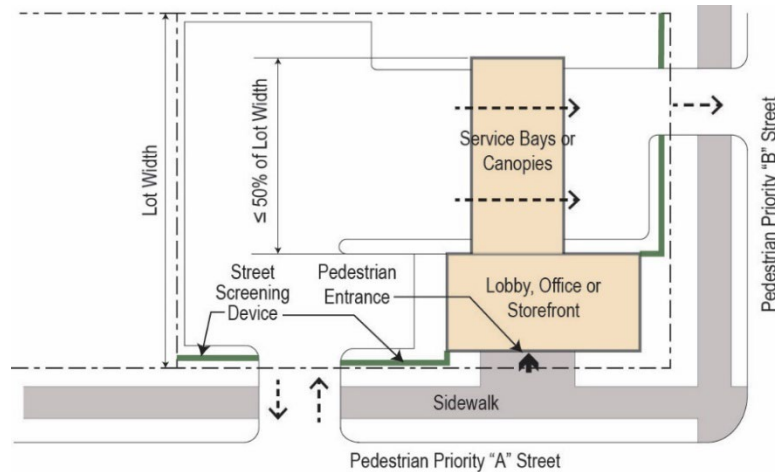 Lot Width
≤ 50% of Lot Width
Service Bays or
Canopies
Street
Screening
Device
Pedestrian
Entrance
Lobby, Office or
Storefront
Sidewalk
Pedestrian Priority “A” Street
Pedestrian Priority “B” Street